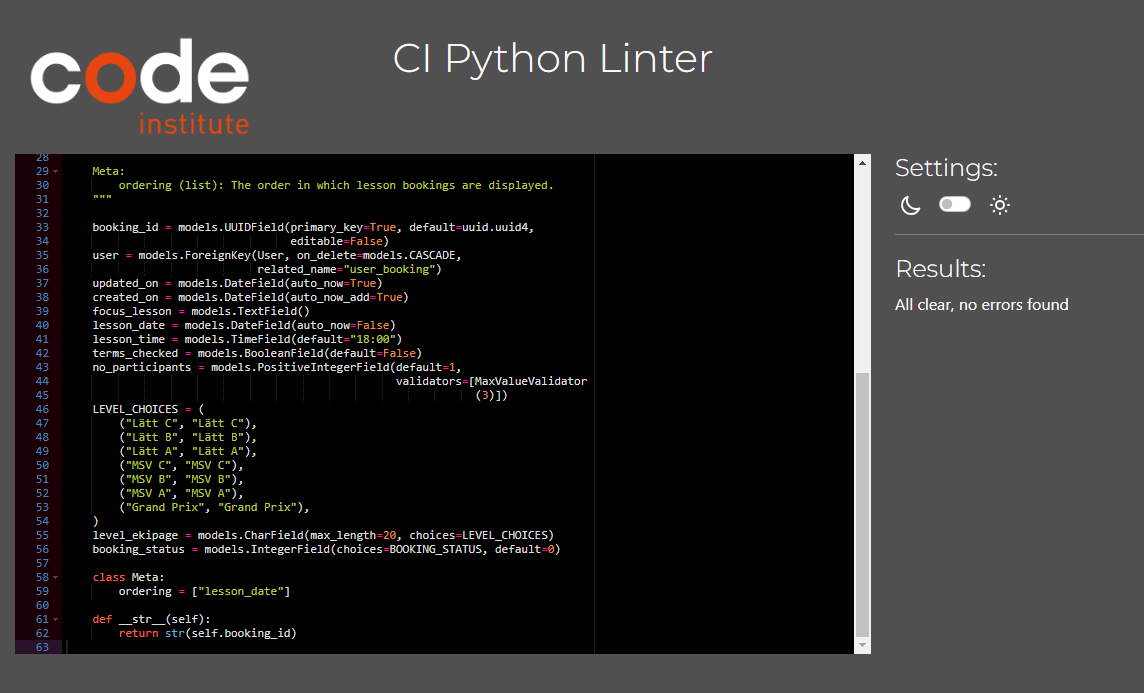 code
institute
CI Python Linter
28
29 Meta:
30 ordering (list): The order in which lesson bookings are displayed.
31 """
32
33 booking_id = models.UUIDField(primary_key=True, default=uuid.uuid4,
34 editable=False)
35 user = models.ForeignKey(User, on_delete=models.CASCADE,
36 related_name="user_booking")
37 updated_on = models.DateField(auto_now=True)
38 created_on = models.DateField(auto_now_add=True)
39 focus_lesson = models.TextField()
40 lesson_date = models.DateField(auto_now=False)
41 lesson_time = models.TimeField(default="18:00")
42 terms_checked = models.BooleanField(default=False)
43 no_participants = models.PositiveIntegerField(default=1,
44 validators=[MaxValueValidator
45 (3)])
46 LEVEL_CHOICES = (
47 ("Lätt C", "Lätt C"),
48 ("Lätt B", "Lätt B"),
49 ("Lätt A", "Lätt A"),
50 ("MSV C", "MSV C"),
51 ("MSV B", "MSV B"),
52 ("MSV A", "MSV A"),
53 ("Grand Prix", "Grand Prix"),
54 )
55 level_ekipage = models.CharField(max_length=20, choices=LEVEL_CHOICES)
56 booking_status = models.IntegerField(choices=BOOKING_STATUS, default=0)
57
58 class Meta:
59 ordering = ["lesson_date"]
60
61 def __str__(self):
62 return str(self.booking_id)
63
Settings:
Results:
All clear, no errors found